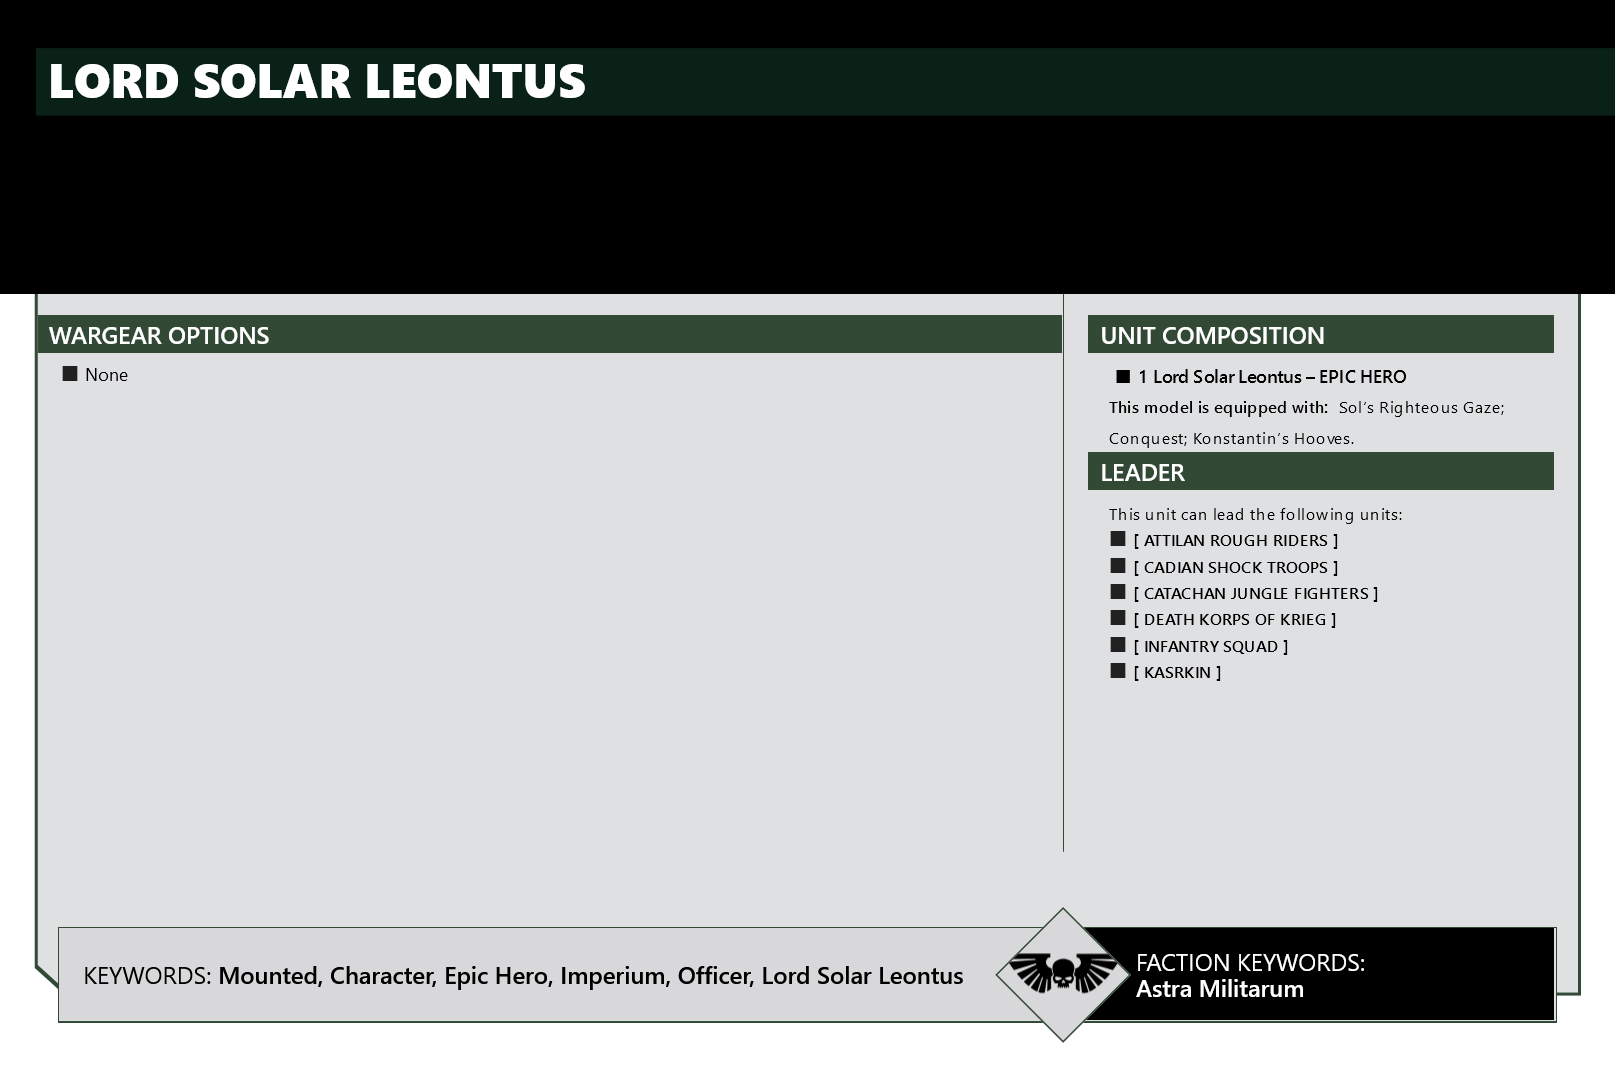 LORD SOLAR LEONTUS
WARGEAR OPTIONS
■ None
UNIT COMPOSITION
■ 1 Lord Solar Leontus – EPIC HERO
This model is equipped with: Sol’s Righteous Gaze;
Conquest; Konstantin’s Hooves.
LEADER
This unit can lead the following units:
■ [ ATTILAN ROUGH RIDERS ]
■ [ CADIAN SHOCK TROOPS ]
■ [ CATACHAN JUNGLE FIGHTERS ]
■ [ DEATH KORPS OF KRIEG ]
■ [ INFANTRY SQUAD ]
■ [ KASRKIN ]
KEYWORDS: Mounted, Character, Epic Hero, Imperium, Officer, Lord Solar Leontus
FACTION KEYWORDS:
Astra Militarum